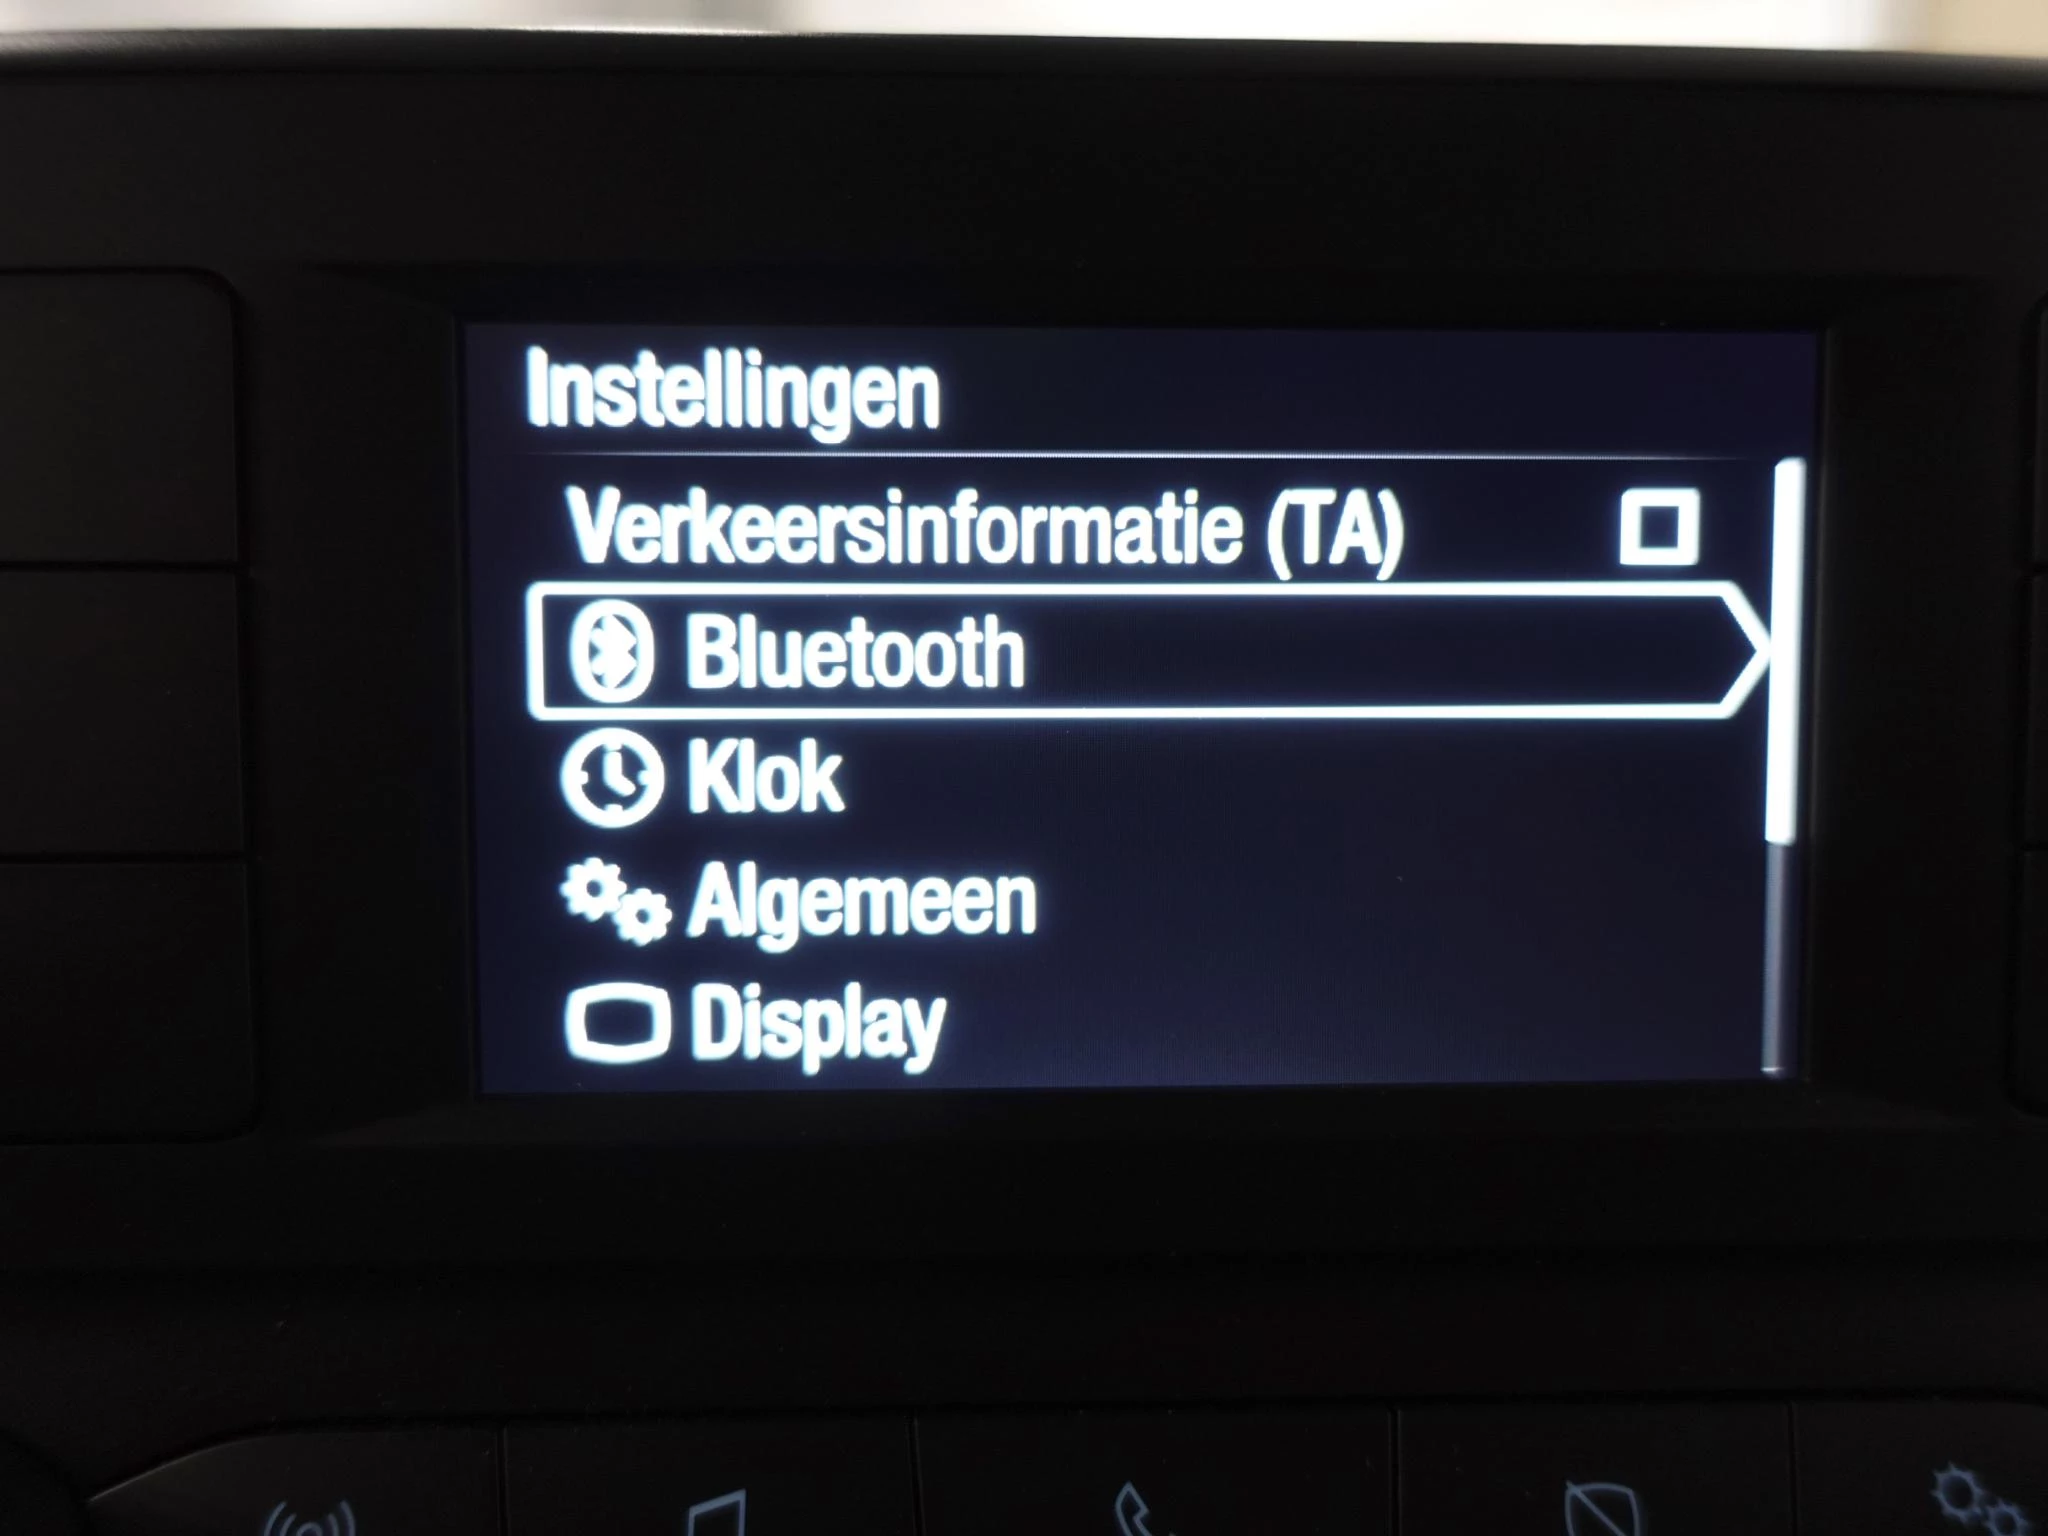 Instellingen
Verkeersinformatie (TA)
Bluetooth
Klok
Algemeen
Display